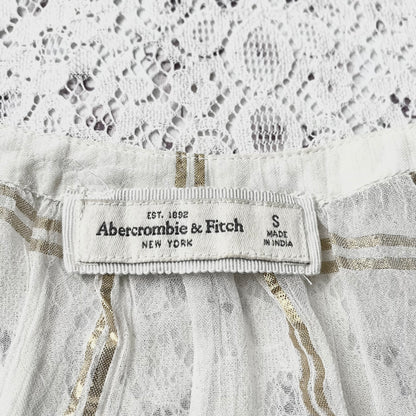 EST. 1892
Abercrombie & Fitch
NEW YORK
S
MADE
IN INDIA